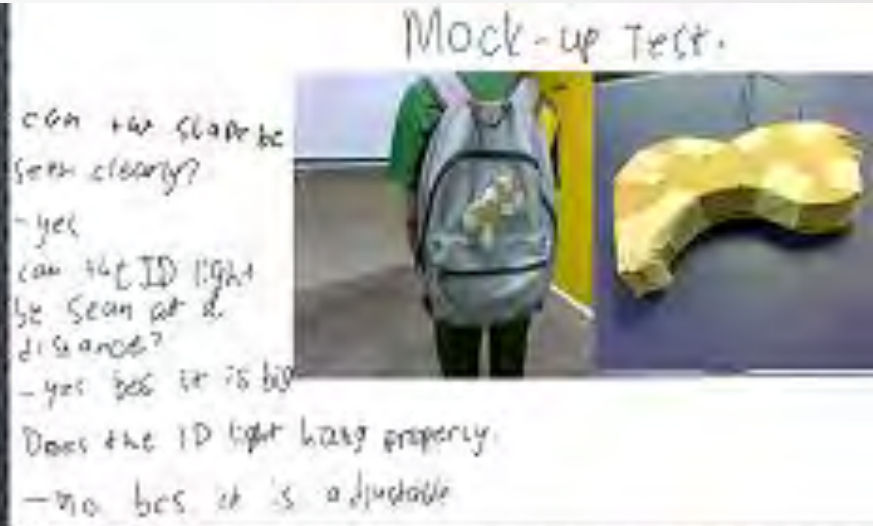 Mock-up Test.
can the shape be
seen clearly?
- yes
can the ID light
be seen at a
distance?
- yes bcs it is big
Does the ID light hang properly.
- no bcs it is adjustable